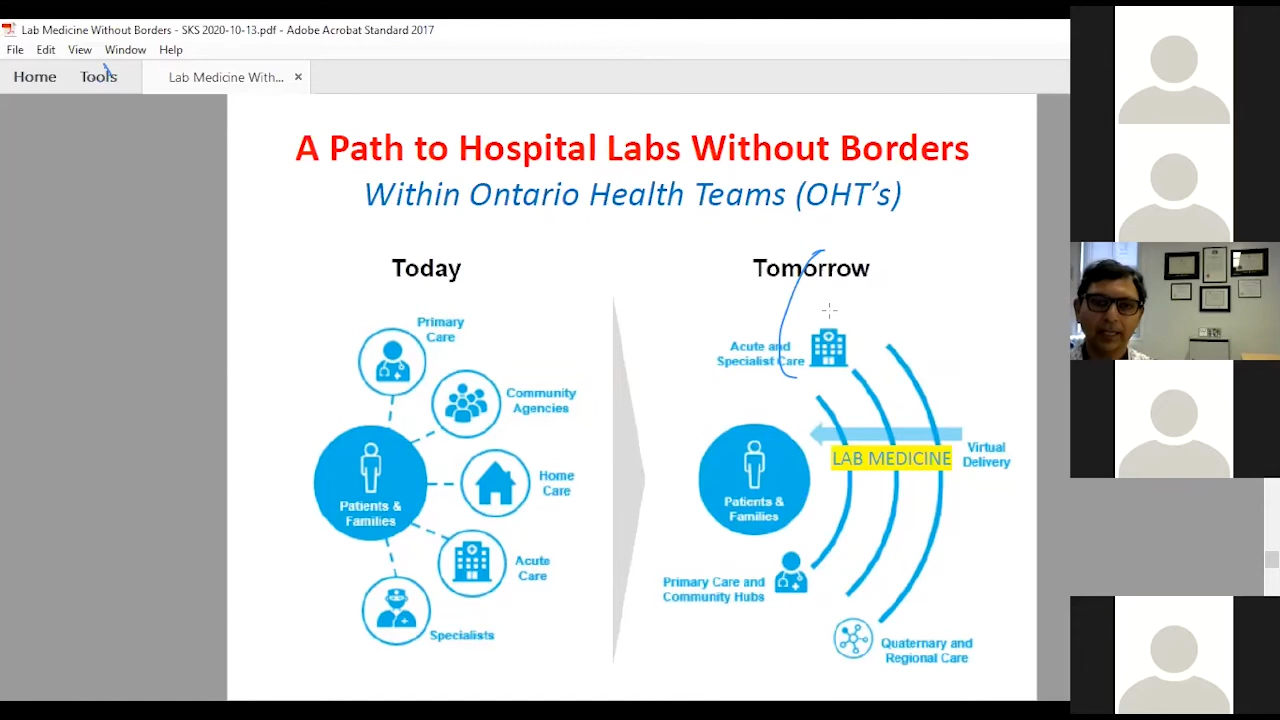 Lab Medicine Without Borders - SKS 2020-10-13.pdf - Adobe Acrobat Standard 2017
File Edit View Window Help
Home Tools Lab Medicine With... ×
A Path to Hospital Labs Without Borders
Within Ontario Health Teams (OHT's)
Today
Primary
Care
Community
Agencies
Patients &
Families
Home
Care
Acute
Care
Specialists
Tomorrow
Acute and
Specialist Care
LAB MEDICINE
Virtual
Delivery
Patients &
Families
Primary Care and
Community Hubs
Quaternary and
Regional Care